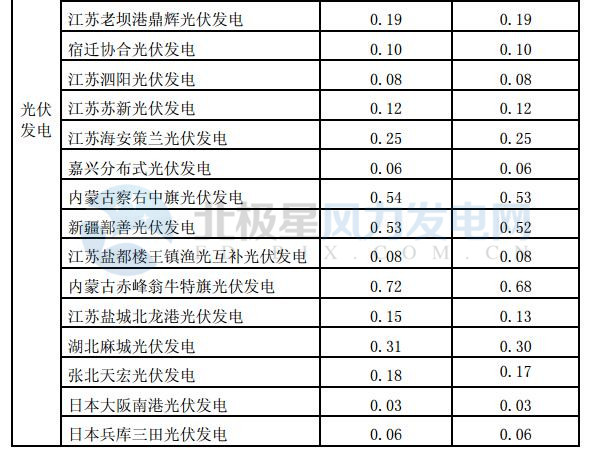 光伏
发电
江苏老坝港鼎辉光伏发电 0.19 0.19
宿迁协合光伏发电 0.10 0.10
江苏泗阳光伏发电 0.08 0.08
江苏苏新光伏发电 0.12 0.12
江苏海安策兰光伏发电 0.25 0.25
嘉兴分布式光伏发电 0.06 0.06
内蒙古察右中旗光伏发电 0.54 0.53
新疆鄯善光伏发电 0.53 0.52
江苏盐都楼王镇渔光互补光伏发电 0.08 0.08
内蒙古赤峰翁牛特旗光伏发电 0.72 0.68
江苏盐城北龙港光伏发电 0.15 0.13
湖北麻城光伏发电 0.31 0.30
张北天宏光伏发电 0.18 0.17
日本大阪南港光伏发电 0.03 0.03
日本兵库三田光伏发电 0.06 0.06
北极星风力发电网